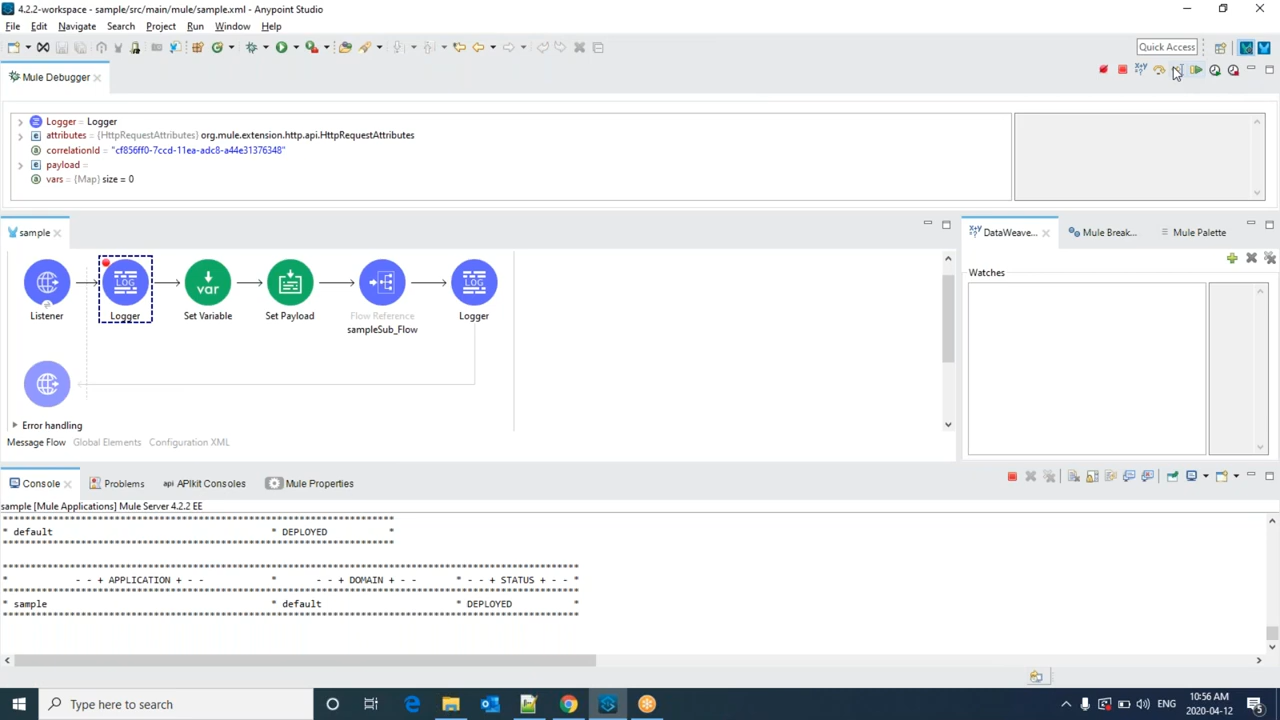 4.2.2-workspace - sample/src/main/mule/sample.xml - Anypoint Studio
File Edit Navigate Search Project Run Window Help
Quick Access
Mule Debugger
Logger = Logger
attributes = {HttpRequestAttributes} org.mule.extension.http.api.HttpRequestAttributes
correlationId = "cf856ff0-7ccd-11ea-adc8-a44e31376348"
payload =
vars = {Map} size = 0
sample
DataWeave... Mule Break... Mule Palette
Watches
LOG var LOG
Listener Logger Set Variable Set Payload Flow Reference Logger
sampleSub_Flow
Error handling
Message Flow Global Elements Configuration XML
Console Problems api APIkit Consoles Mule Properties
sample [Mule Applications] Mule Server 4.2.2 EE
*******************************************************************
* default * DEPLOYED *
*******************************************************************
***************************************************************************************************
* - - + APPLICATION + - - * - - + DOMAIN + - - * - - + STATUS + - - *
***************************************************************************************************
* sample * default * DEPLOYED *
***************************************************************************************************
Type here to search
ENG
10:56 AM
2020-04-12
5